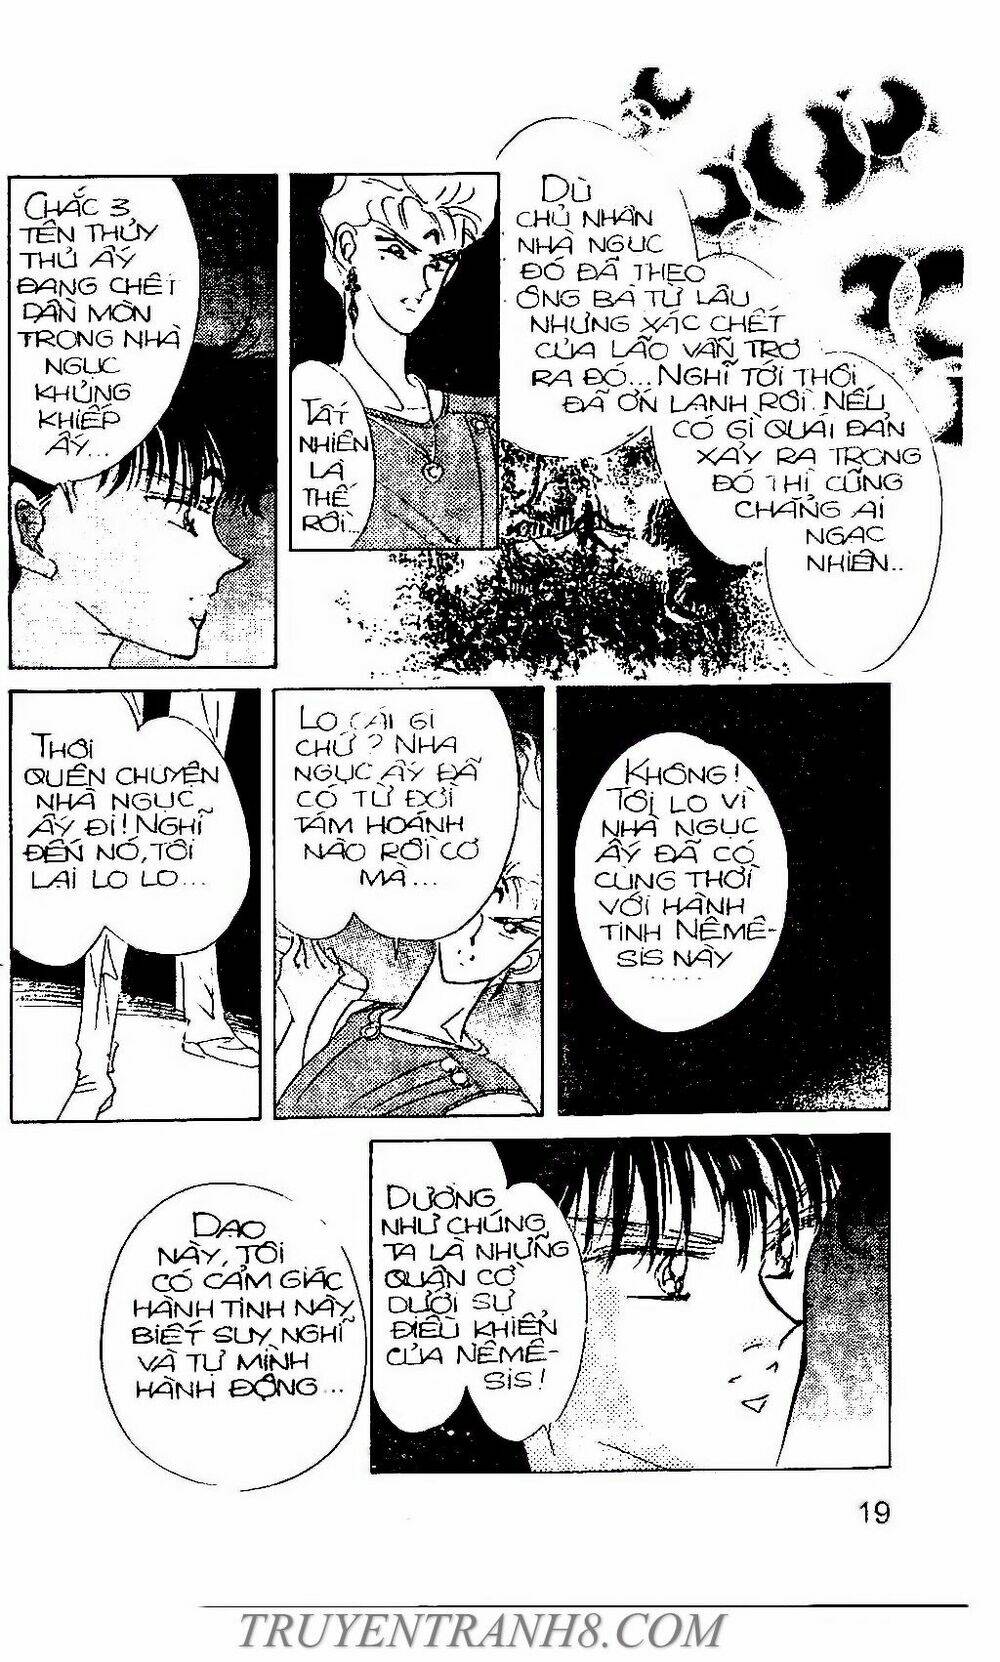 CHẮC 3
TÊN THỦY
THỦ ẤY
ĐANG CHẾT
DẦN MÒN
TRONG NHÀ
NGỤC
KHỦNG
KHIẾP
ẤY...
TẤT
NHIÊN
LÀ
THẾ
RỒI...
DÙ
CHỦ NHÂN
NHÀ NGỤC
ĐÓ ĐÃ THEO
ÔNG BÀ TỪ LÂU
NHƯNG XÁC CHẾT
CỦA LÃO VẪN TRƠ
RA ĐÓ... NGHĨ TỚI THÔI
ĐÃ ỚN LẠNH RỒI. NẾU
CÓ GÌ QUÁI ĐẢN
XẢY RA TRONG
ĐÓ THÌ CŨNG
CHẲNG AI
NGẠC
NHIÊN..
THÔI
QUÊN CHUYỆN
NHÀ NGỤC
ẤY ĐI! NGHĨ
ĐẾN NÓ, TÔI
LẠI LO LO...
LO CÁI GÌ
CHỨ? NHÀ
NGỤC ẤY ĐÃ
CÓ TỪ ĐỜI
TÁM HOÁNH
NÀO RỒI CƠ
MÀ...
KHÔNG!
TÔI LO VÌ
NHÀ NGỤC
ẤY ĐÃ CÓ
CÙNG THỜI
VỚI HÀNH
TINH NÊMÊ-
SIS NÀY
.....
DẠO
NÀY, TÔI
CÓ CẢM GIÁC
HÀNH TINH NÀY
BIẾT SUY NGHĨ
VÀ TỰ MÌNH
HÀNH ĐỘNG...
DƯỜNG
NHƯ CHÚNG
TA LÀ NHỮNG
QUÂN CỜ
DƯỚI SỰ
ĐIỀU KHIỂN
CỦA NÊMÊ-
SIS!
19
TRUYENTRANH8.COM